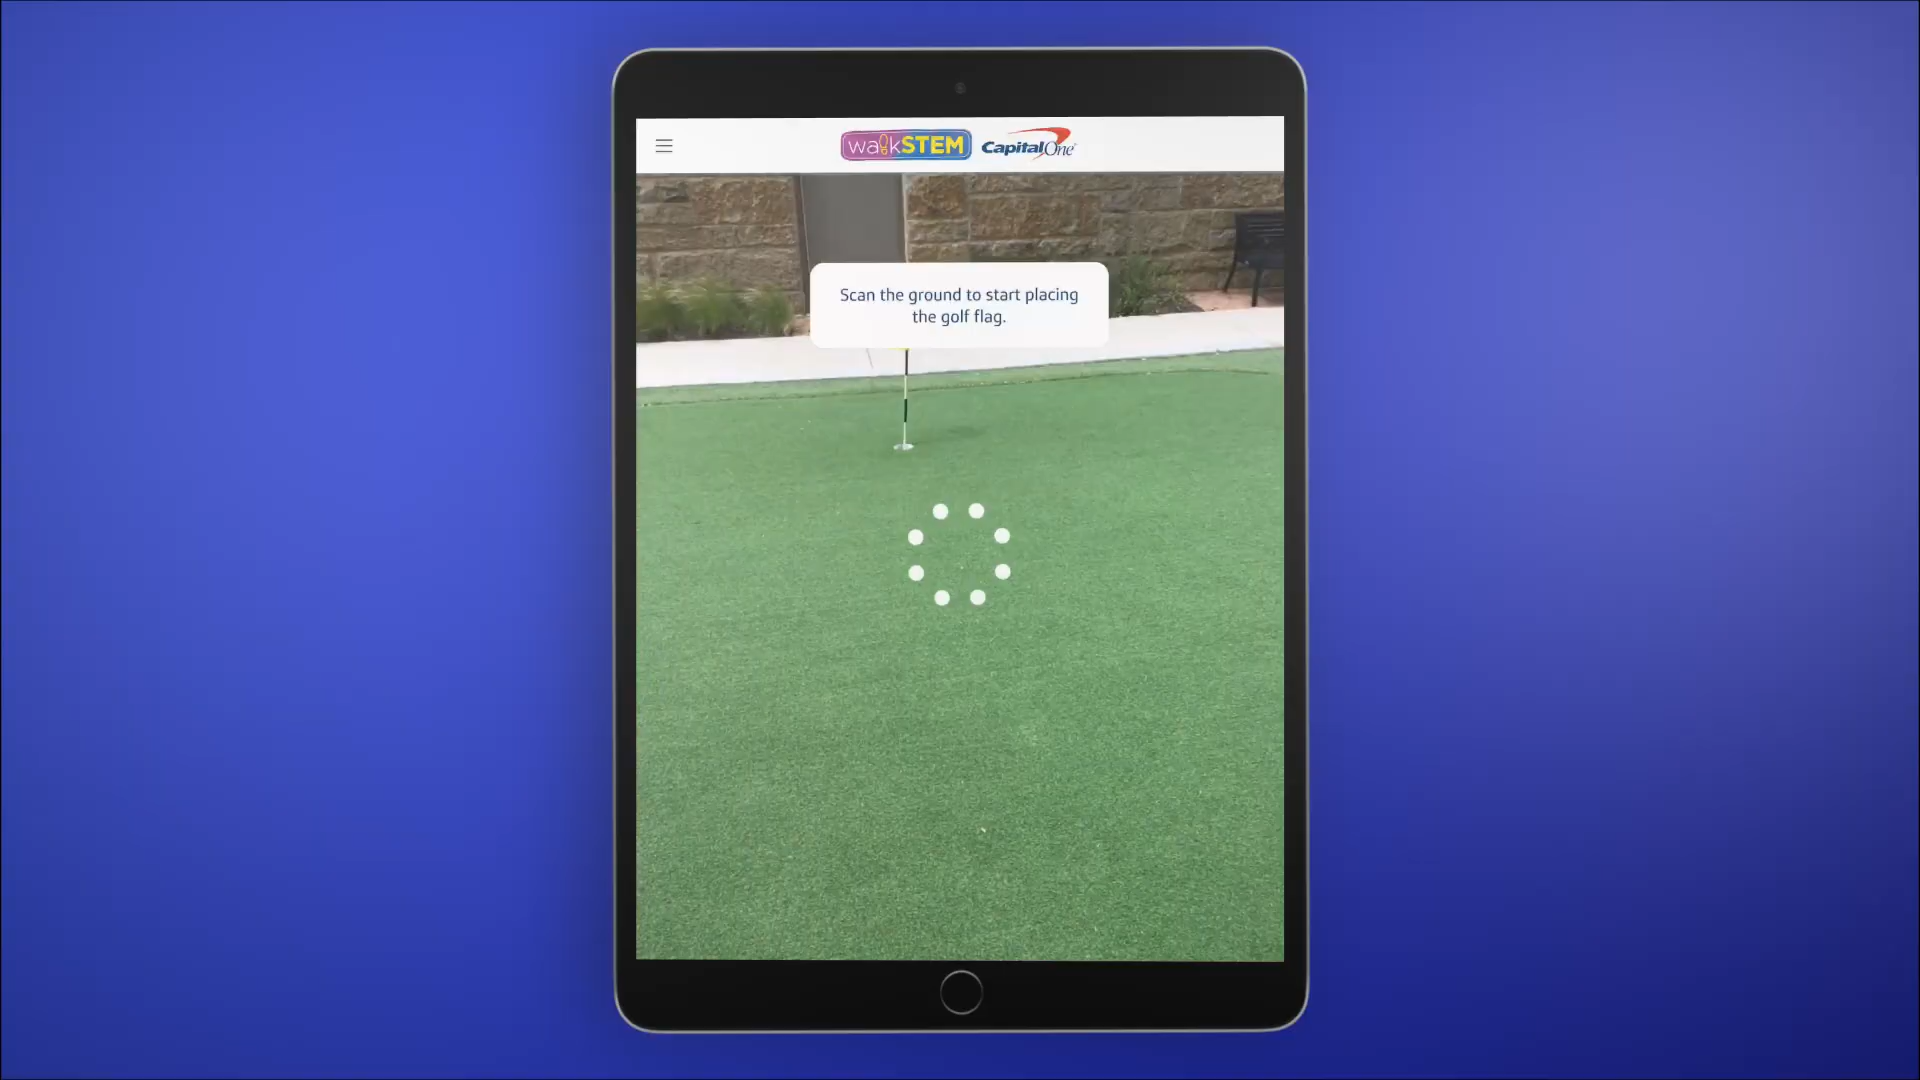 walkSTEM CapitalOne
Scan the ground to start placing
the golf flag.